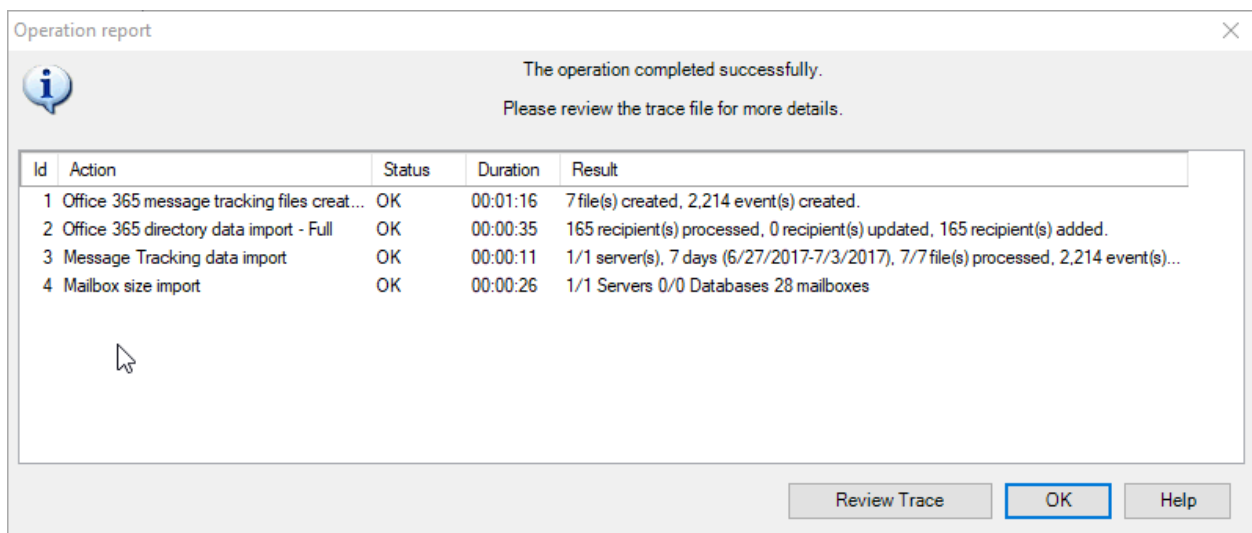 Operation report
The operation completed successfully.
Please review the trace file for more details.
Id Action Status Duration Result
1 Office 365 message tracking files creat... OK 00:01:16 7 file(s) created, 2,214 event(s) created.
2 Office 365 directory data import - Full OK 00:00:35 165 recipient(s) processed, 0 recipient(s) updated, 165 recipient(s) added.
3 Message Tracking data import OK 00:00:11 1/1 server(s), 7 days (6/27/2017-7/3/2017), 7/7 file(s) processed, 2,214 event(s)...
4 Mailbox size import OK 00:00:26 1/1 Servers 0/0 Databases 28 mailboxes
Review Trace OK Help